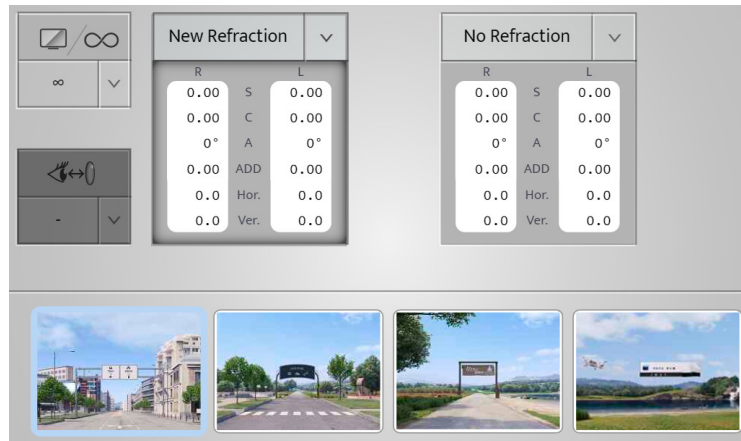 ∞
∞
-
New Refraction
R L
0.00 S 0.00
0.00 C 0.00
0° A 0°
0.00 ADD 0.00
0.0 Hor. 0.0
0.0 Ver. 0.0
No Refraction
R L
0.00 S 0.00
0.00 C 0.00
0° A 0°
0.00 ADD 0.00
0.0 Hor. 0.0
0.0 Ver. 0.0